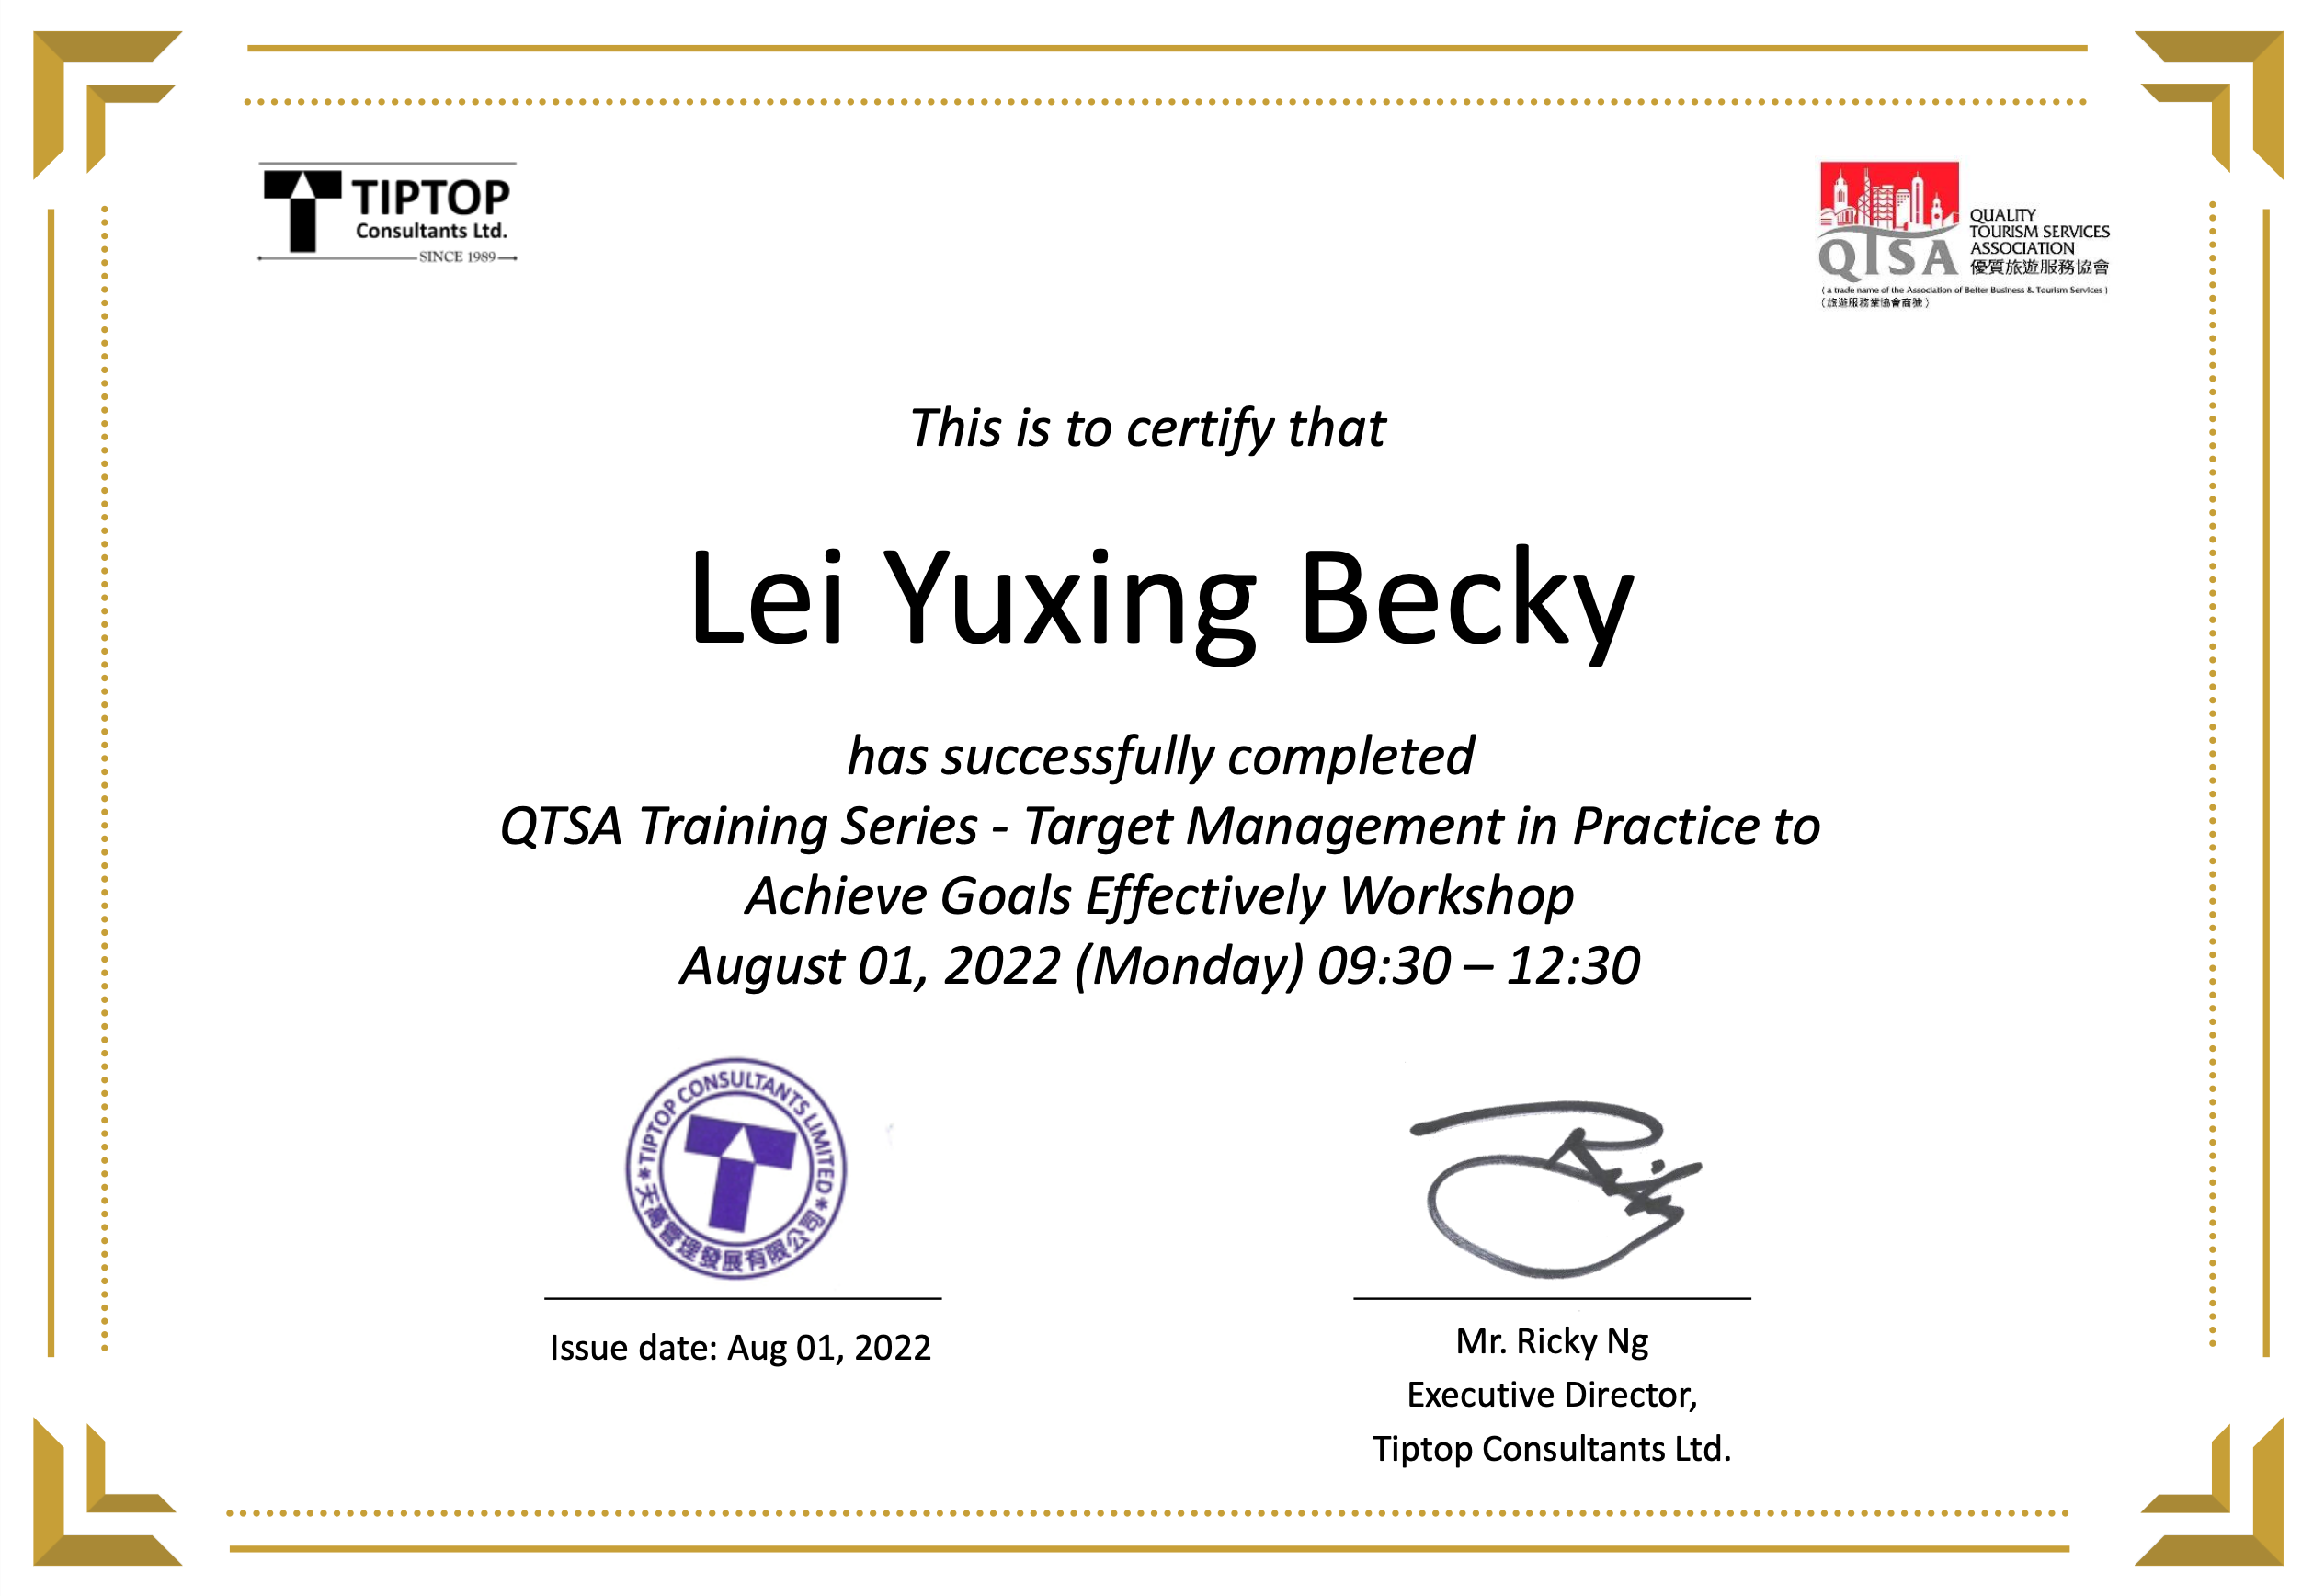 TIPTOP
Consultants Ltd.
SINCE 1989
QTSA
QUALITY
TOURISM SERVICES
ASSOCIATION
優質旅遊服務協會
( a trade name of the Association of Better Business & Tourism Services )
( 旅遊服務業協會商號 )
This is to certify that
Lei Yuxing Becky
has successfully completed
QTSA Training Series - Target Management in Practice to
Achieve Goals Effectively Workshop
August 01, 2022 (Monday) 09:30 – 12:30
TIPTOP CONSULTANTS LIMITED
天高管理發展有限公司
Ricky
Issue date: Aug 01, 2022
Mr. Ricky Ng
Executive Director,
Tiptop Consultants Ltd.